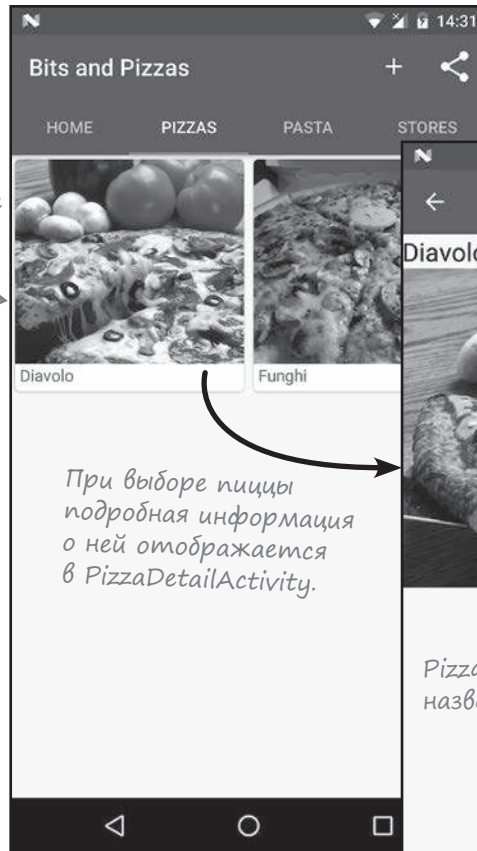 14:31
Bits and Pizzas
+
HOME PIZZAS PASTA STORES
Diavolo
Funghi
При выборе пиццы
подробная информация
о ней отображается
в PizzaDetailActivity.